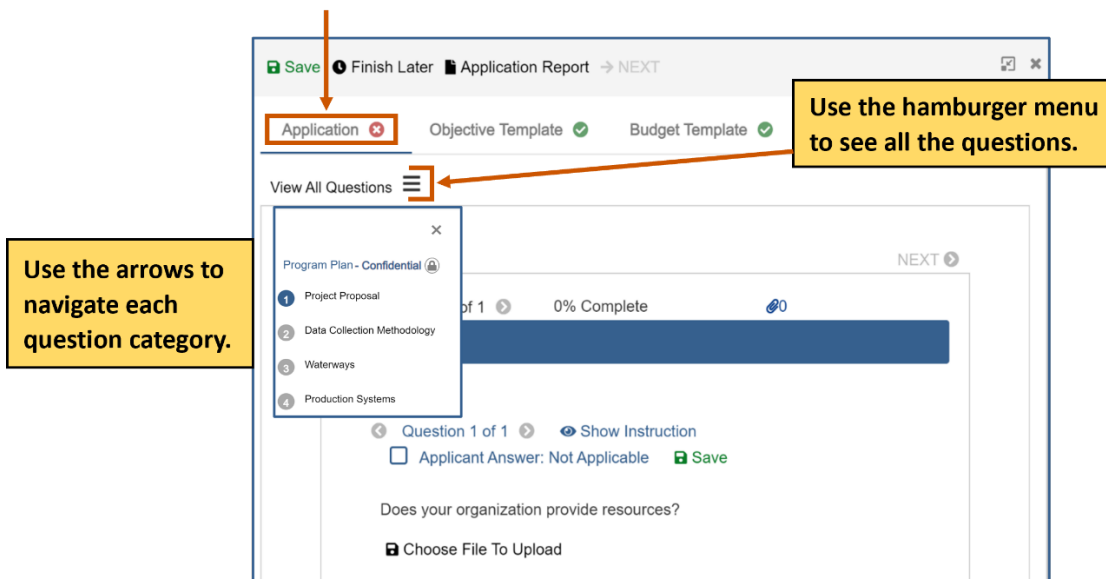 Save Finish Later Application Report → NEXT
Application Objective Template Budget Template
Use the hamburger menu
to see all the questions.
View All Questions
Use the arrows to
navigate each
question category.
Program Plan - Confidential
1 Project Proposal
2 Data Collection Methodology
3 Waterways
4 Production Systems
NEXT
of 1 0% Complete 0
Question 1 of 1 Show Instruction
Applicant Answer: Not Applicable Save
Does your organization provide resources?
Choose File To Upload